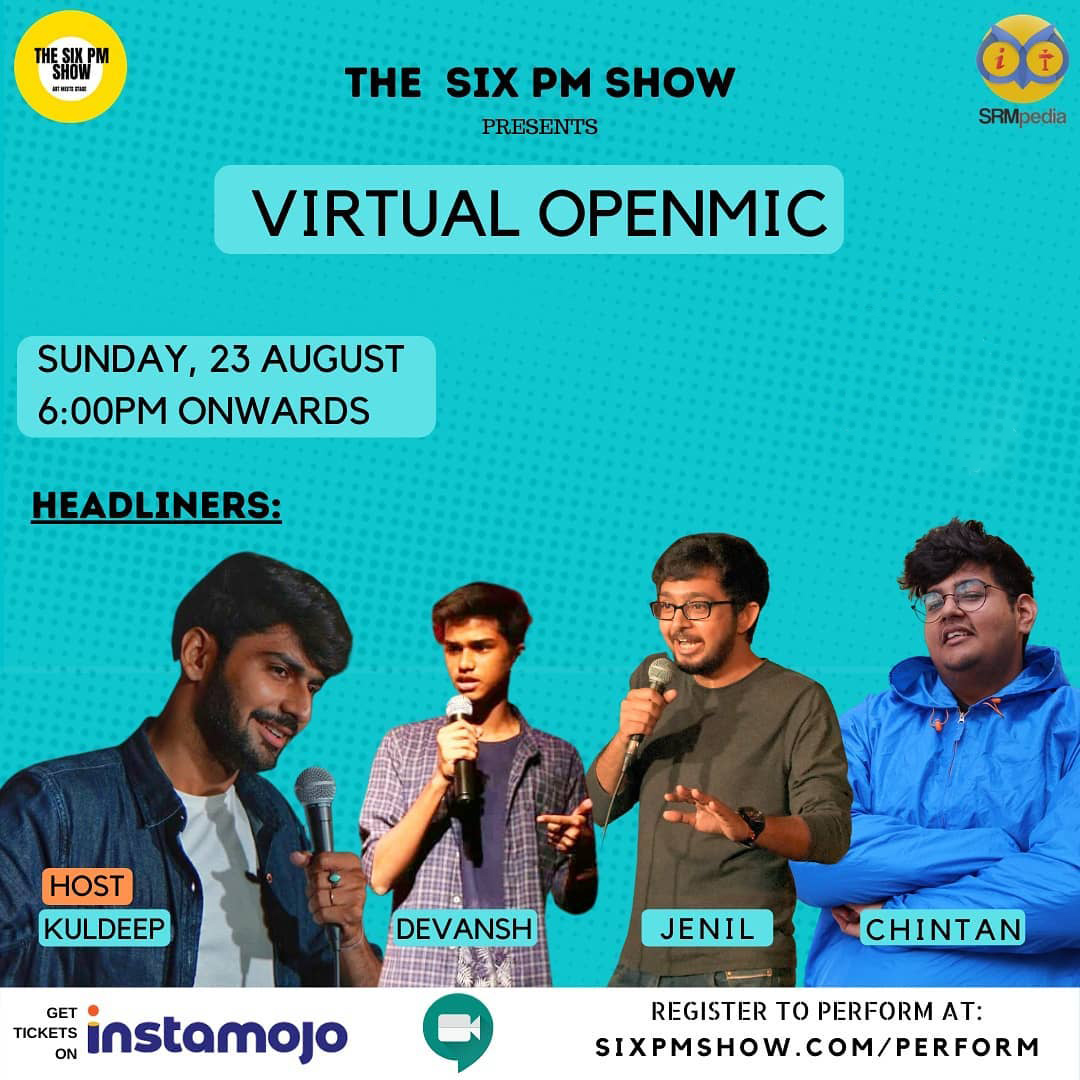 THE SIX PM
SHOW
ART MEETS STAGE
THE SIX PM SHOW
PRESENTS
i T
SRMpedia
VIRTUAL OPENMIC
SUNDAY, 23 AUGUST
6:00PM ONWARDS
HEADLINERS:
HOST
KULDEEP
DEVANSH
JENIL
CHINTAN
GET
TICKETS
ON
instamojo
REGISTER TO PERFORM AT:
SIXPMSHOW.COM/PERFORM